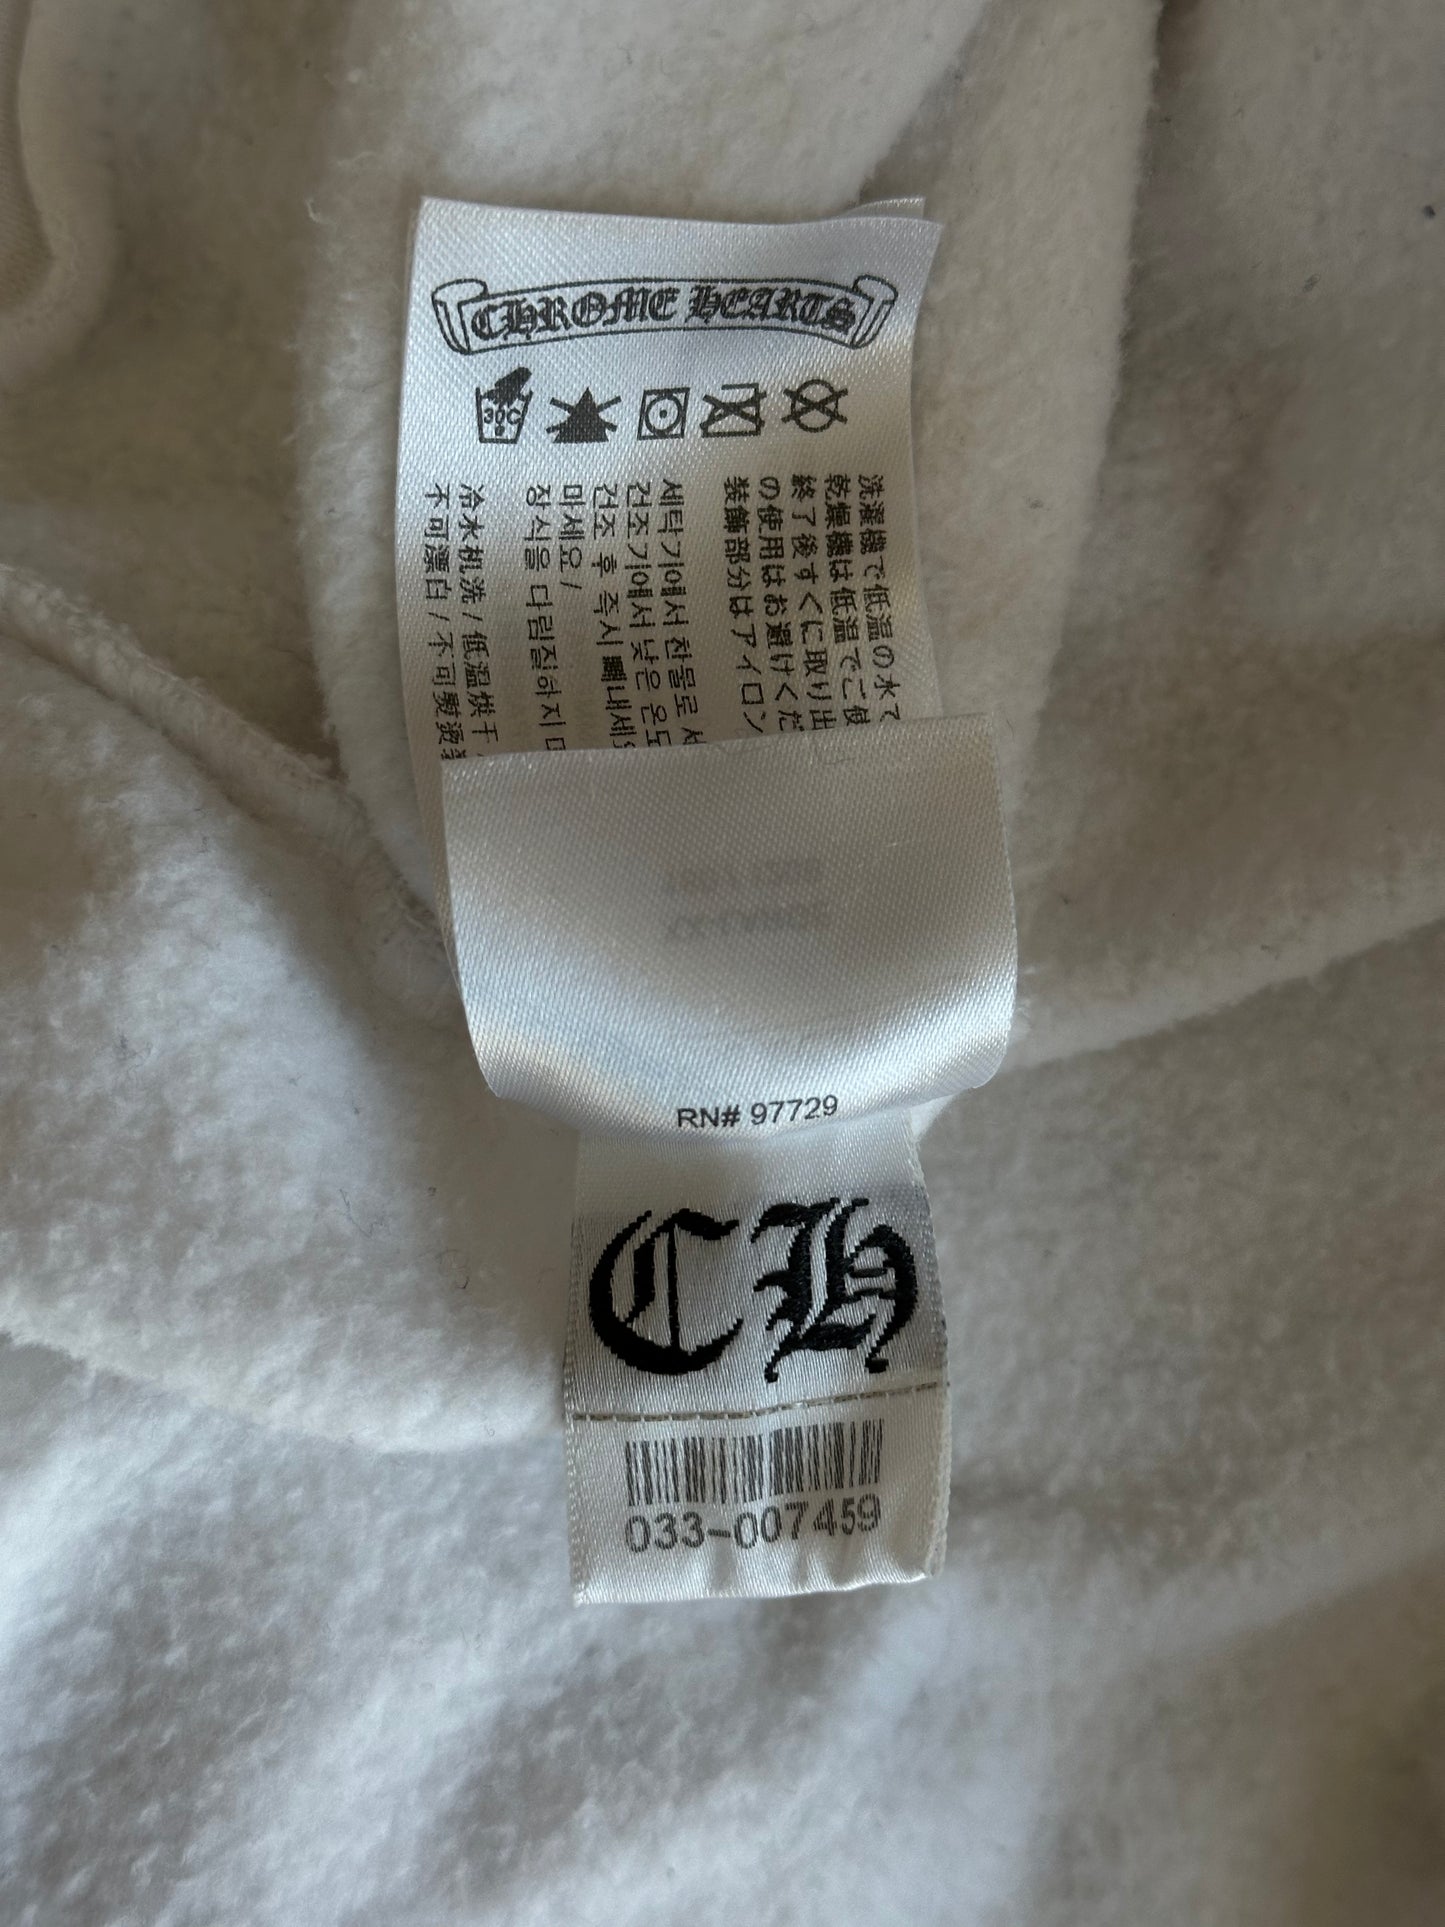 CHROME HEARTS
30C
洗濯機で低温の水で
乾燥機は低温でご使
終了後すぐに取り出
の使用はお避けくだ
装飾部分はアイロン
세탁기에서 찬물로 세
건조기에서 낮은 온도
건조 후 즉시 빼내세요
마세요 /
장식을 다림질하지 마
冷水机洗 / 低温烘干
不可漂白 / 不可熨烫
RN# 97729
CH
033-007459